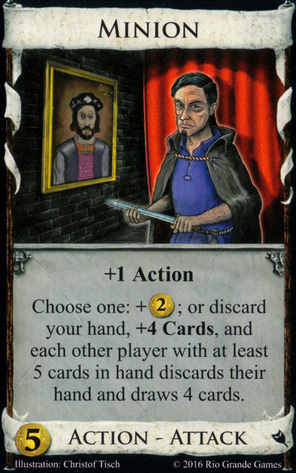 MINION
+1 Action
Choose one: +2; or discard
your hand, +4 Cards, and
each other player with at least
5 cards in hand discards their
hand and draws 4 cards.
5 ACTION - ATTACK
Illustration: Christof Tisch © 2016 Rio Grande Games